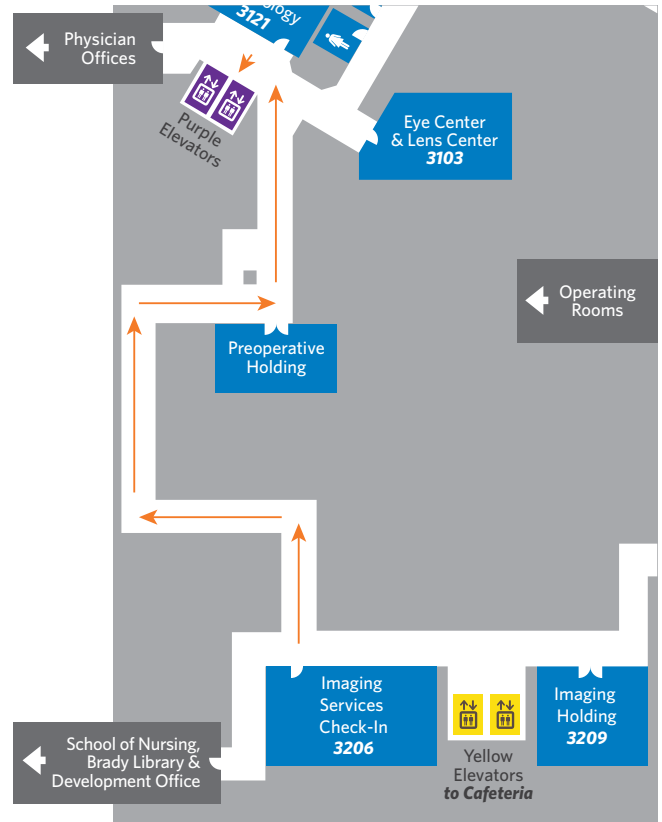 3121
Physician
Offices
Purple
Elevators
Eye Center
& Lens Center
3103
Operating
Rooms
Preoperative
Holding
Imaging
Services
Check-In
3206
Imaging
Holding
3209
School of Nursing,
Brady Library &
Development Office
Yellow
Elevators
to Cafeteria